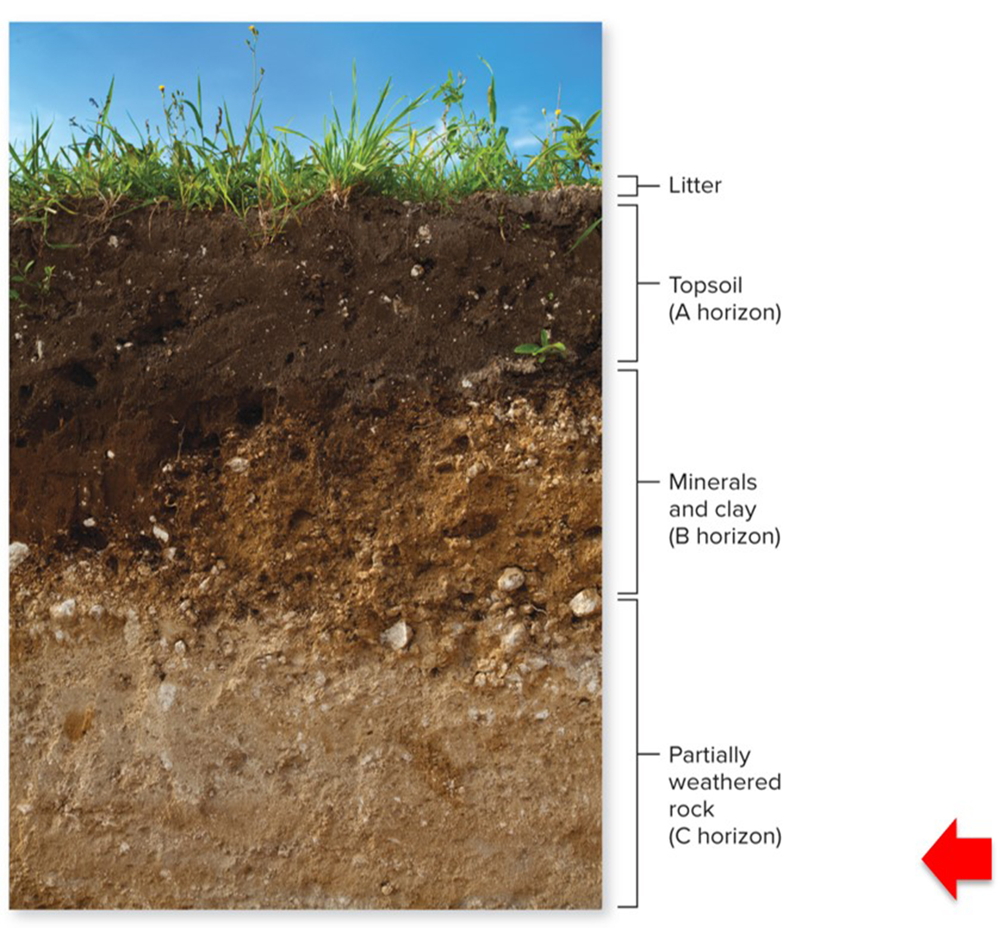 Litter
Topsoil
(A horizon)
Minerals
and clay
(B horizon)
Partially
weathered
rock
(C horizon)